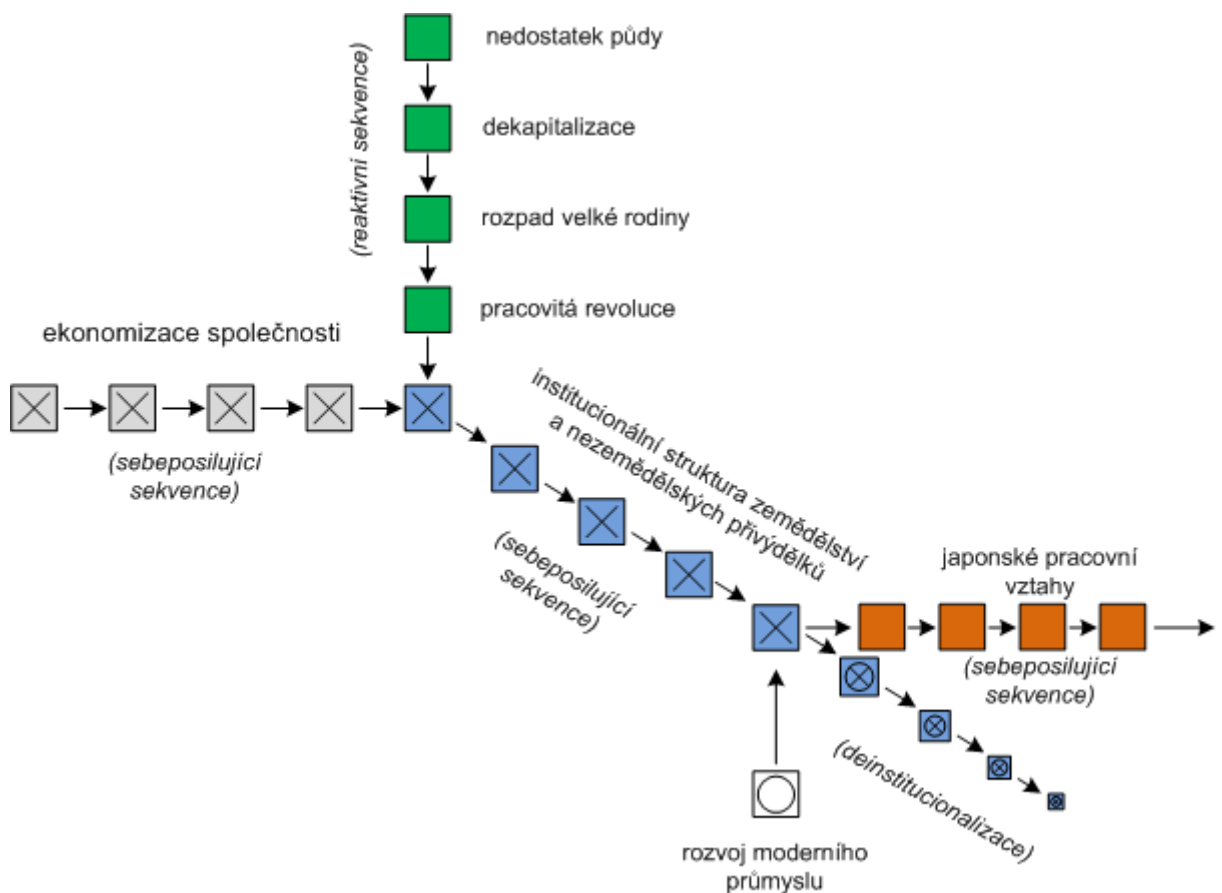 nedostatek půdy
(reaktivní sekvence)
dekapitalizace
rozpad velké rodiny
pracovitá revoluce
ekonomizace společnosti
(sebeposilující
sekvence)
institucionální struktura zemědělství
a nezemědělských přívýdělků
(sebeposilující
sekvence)
japonské pracovní
vztahy
(sebeposilující
sekvence)
(deinstitucionalizace)
rozvoj moderního
průmyslu